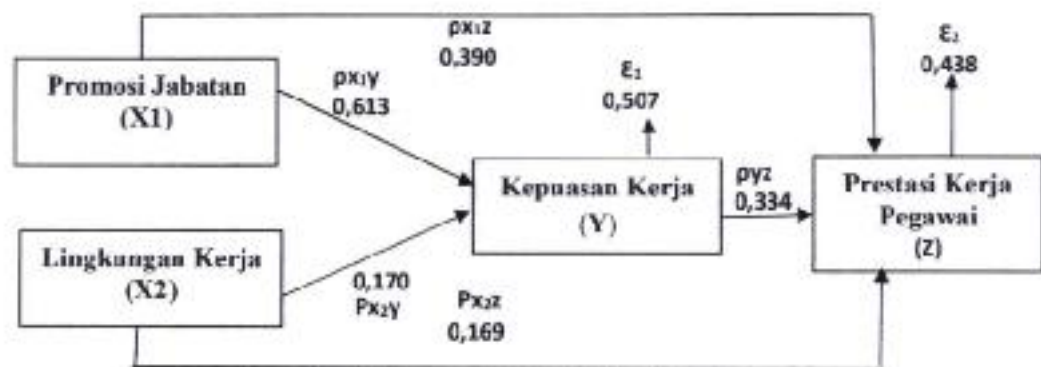 ρx₁z
0,390
ε₂
0,438
Promosi Jabatan
(X1)
ρx₁y
0,613
ε₁
0,507
Kepuasan Kerja
(Y)
ρyz
0,334
Prestasi Kerja
Pegawai
(Z)
Lingkungan Kerja
(X2)
0,170
Px₂y
Px₂z
0,169